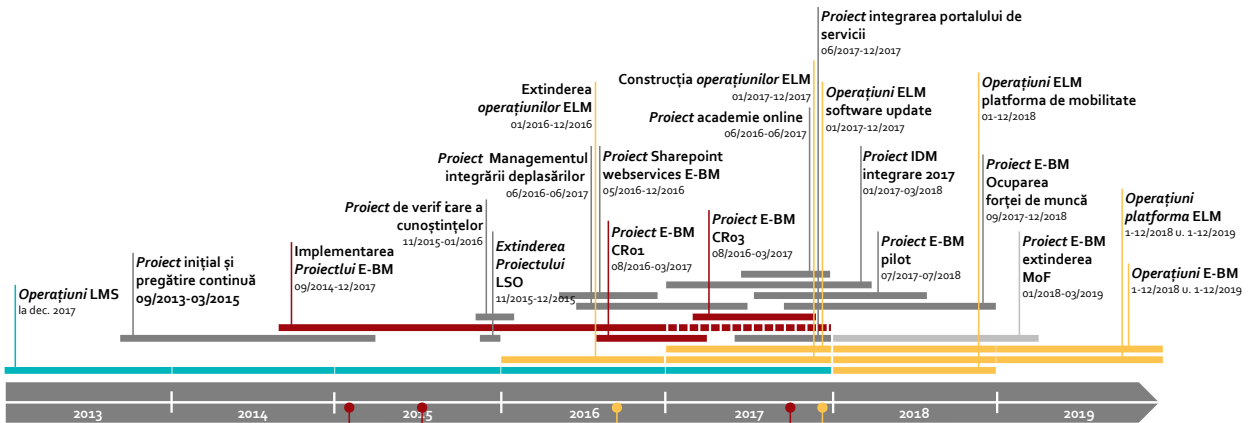 Operațiuni LMS
la dec. 2017
Proiect inițial și
pregătire continuă
09/2013-03/2015
Implementarea
Proiectlui E-BM
09/2014-12/2017
Proiect de verif care a
cunoștințelor
11/2015-01/2016
Extinderea
Proiectului
LSO
11/2015-12/2015
Proiect Managementul
integrării deplasărilor
06/2016-06/2017
Extinderea
operațiunilor ELM
01/2016-12/2016
Proiect Sharepoint
webservices E-BM
05/2016-12/2016
Proiect E-BM
CR01
08/2016-03/2017
Proiect E-BM
CR03
08/2016-03/2017
Proiect academie online
06/2016-06/2017
Construcția operațiunilor ELM
01/2017-12/2017
Proiect integrarea portalului de
servicii
06/2017-12/2017
Operațiuni ELM
software update
01/2017-12/2017
Proiect IDM
integrare 2017
01/2017-03/2018
Proiect E-BM
pilot
07/2017-07/2018
Operațiuni ELM
platforma de mobilitate
01-12/2018
Proiect E-BM
Ocuparea
forței de muncă
09/2017-12/2018
Proiect E-BM
extinderea
MoF
01/2018-03/2019
Operațiuni
platforma ELM
1-12/2018 u. 1-12/2019
Operațiuni E-BM
1-12/2018 u. 1-12/2019
2013
2014
2015
2016
2017
2018
2019